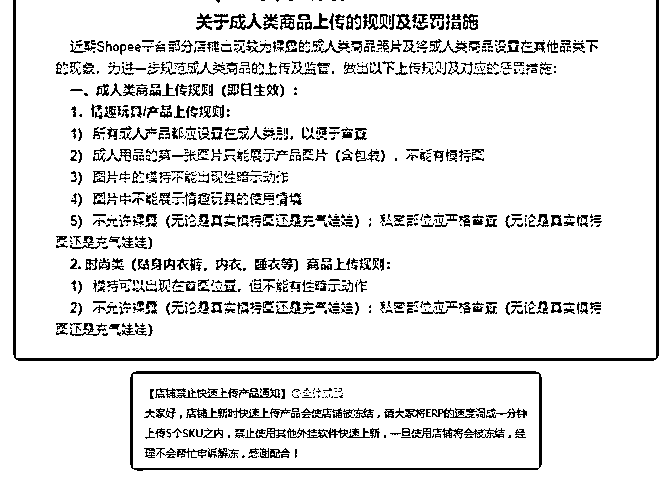 关于成人类商品上传的规则及惩罚措施
近期Shopee平台部分店铺出现较为裸露的成人类商品照片及将成人类商品设置在其他品类下
的现象，为进一步规范成人类商品的上传及监管，做出以下上传规则及对应的惩罚措施：
一、成人类商品上传规则（即日生效）：
1. 情趣玩具/产品上传规则：
1) 所有成人产品都应设置在成人类别，以便于审查
2) 成人用品的第一张图片只能展示产品图片（含包装），不能有模特图
3) 图片中的模特不能出现性暗示动作
4) 图片中不能展示情趣玩具的使用情境
5) 不允许裸露（无论是真实模特图还是充气娃娃）；私密部位应严格审查（无论是真实模特
图还是充气娃娃）
2. 时尚类（贴身内衣裤，内衣，睡衣等）商品上传规则：
1) 模特可以出现在首图位置，但不能有性暗示动作
2) 不允许裸露（无论是真实模特图还是充气娃娃）；私密部位应严格审查（无论是真实模特
图还是充气娃娃）
【店铺禁止快速上传产品通知】@全体成员
大家好，店铺上新时快速上传产品会使店铺被冻结，请大家将ERP的速度调成一分钟
上传5个SKU之内，禁止使用其他外挂软件快速上新，一旦使用店铺将会被冻结，经
理不会帮忙申诉解冻，感谢配合！